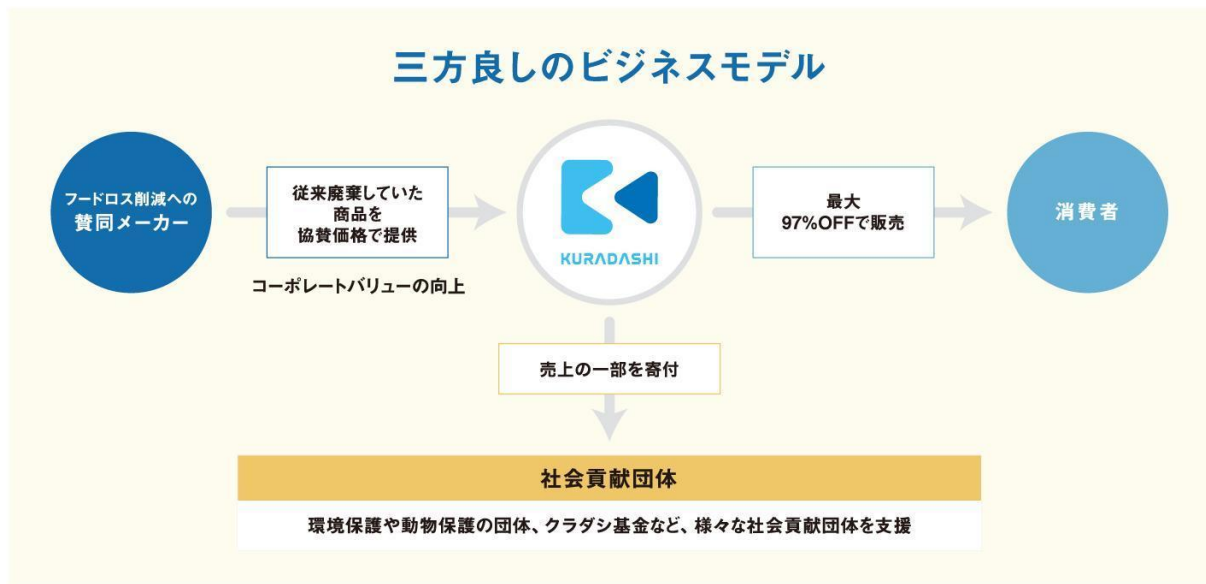 三方良しのビジネスモデル
フードロス削減への
賛同メーカー
従来廃棄していた
商品を
協賛価格で提供
コーポレートバリューの向上
KURADASHI
最大
97%OFFで販売
消費者
売上の一部を寄付
社会貢献団体
環境保護や動物保護の団体、クラダシ基金など、様々な社会貢献団体を支援